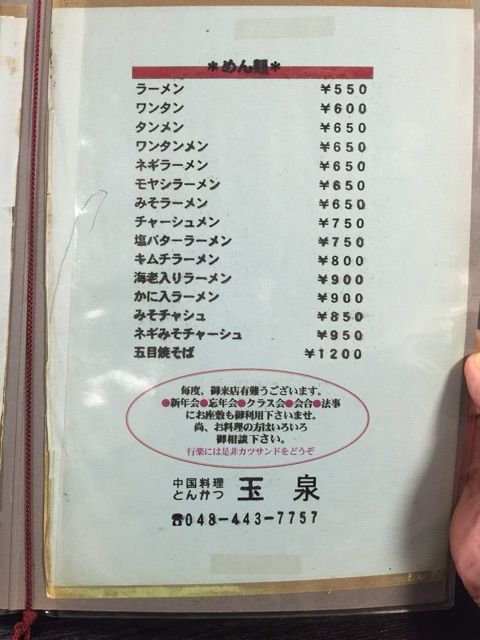 ＊めん類＊
ラーメン ￥550
ワンタン ￥600
タンメン ￥650
ワンタンメン ￥650
ネギラーメン ￥650
モヤシラーメン ￥650
みそラーメン ￥650
チャーシュメン ￥750
塩バターラーメン ￥750
キムチラーメン ￥800
海老入りラーメン ￥900
かに入ラーメン ￥900
みそチャシュ ￥850
ネギみそチャーシュ ￥950
五目焼そば ￥1200
毎度、御来店有難うございます。
●新年会●忘年会●クラス会●会合●法事
にお座敷も御利用下さいませ。
尚、お料理の方はいろいろ
御相談下さい。
行楽には是非カツサンドをどうぞ
中国料理
とんかつ 玉泉
☎048-443-7757